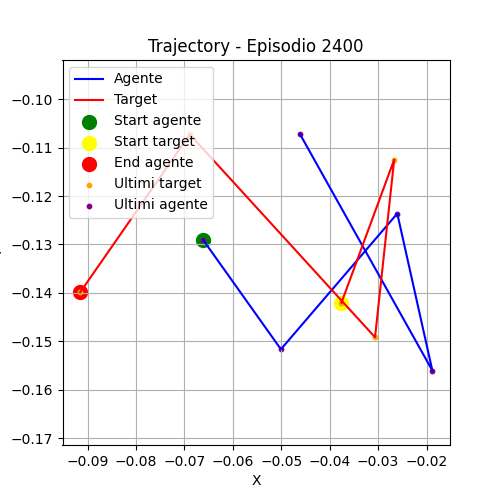 Trajectory - Episodio 2400
Agente
Target
Start agente
Start target
End agente
Ultimi target
Ultimi agente
−0.10
−0.11
−0.12
−0.13
−0.14
−0.15
−0.16
−0.17
−0.09 −0.08 −0.07 −0.06 −0.05 −0.04 −0.03 −0.02
X